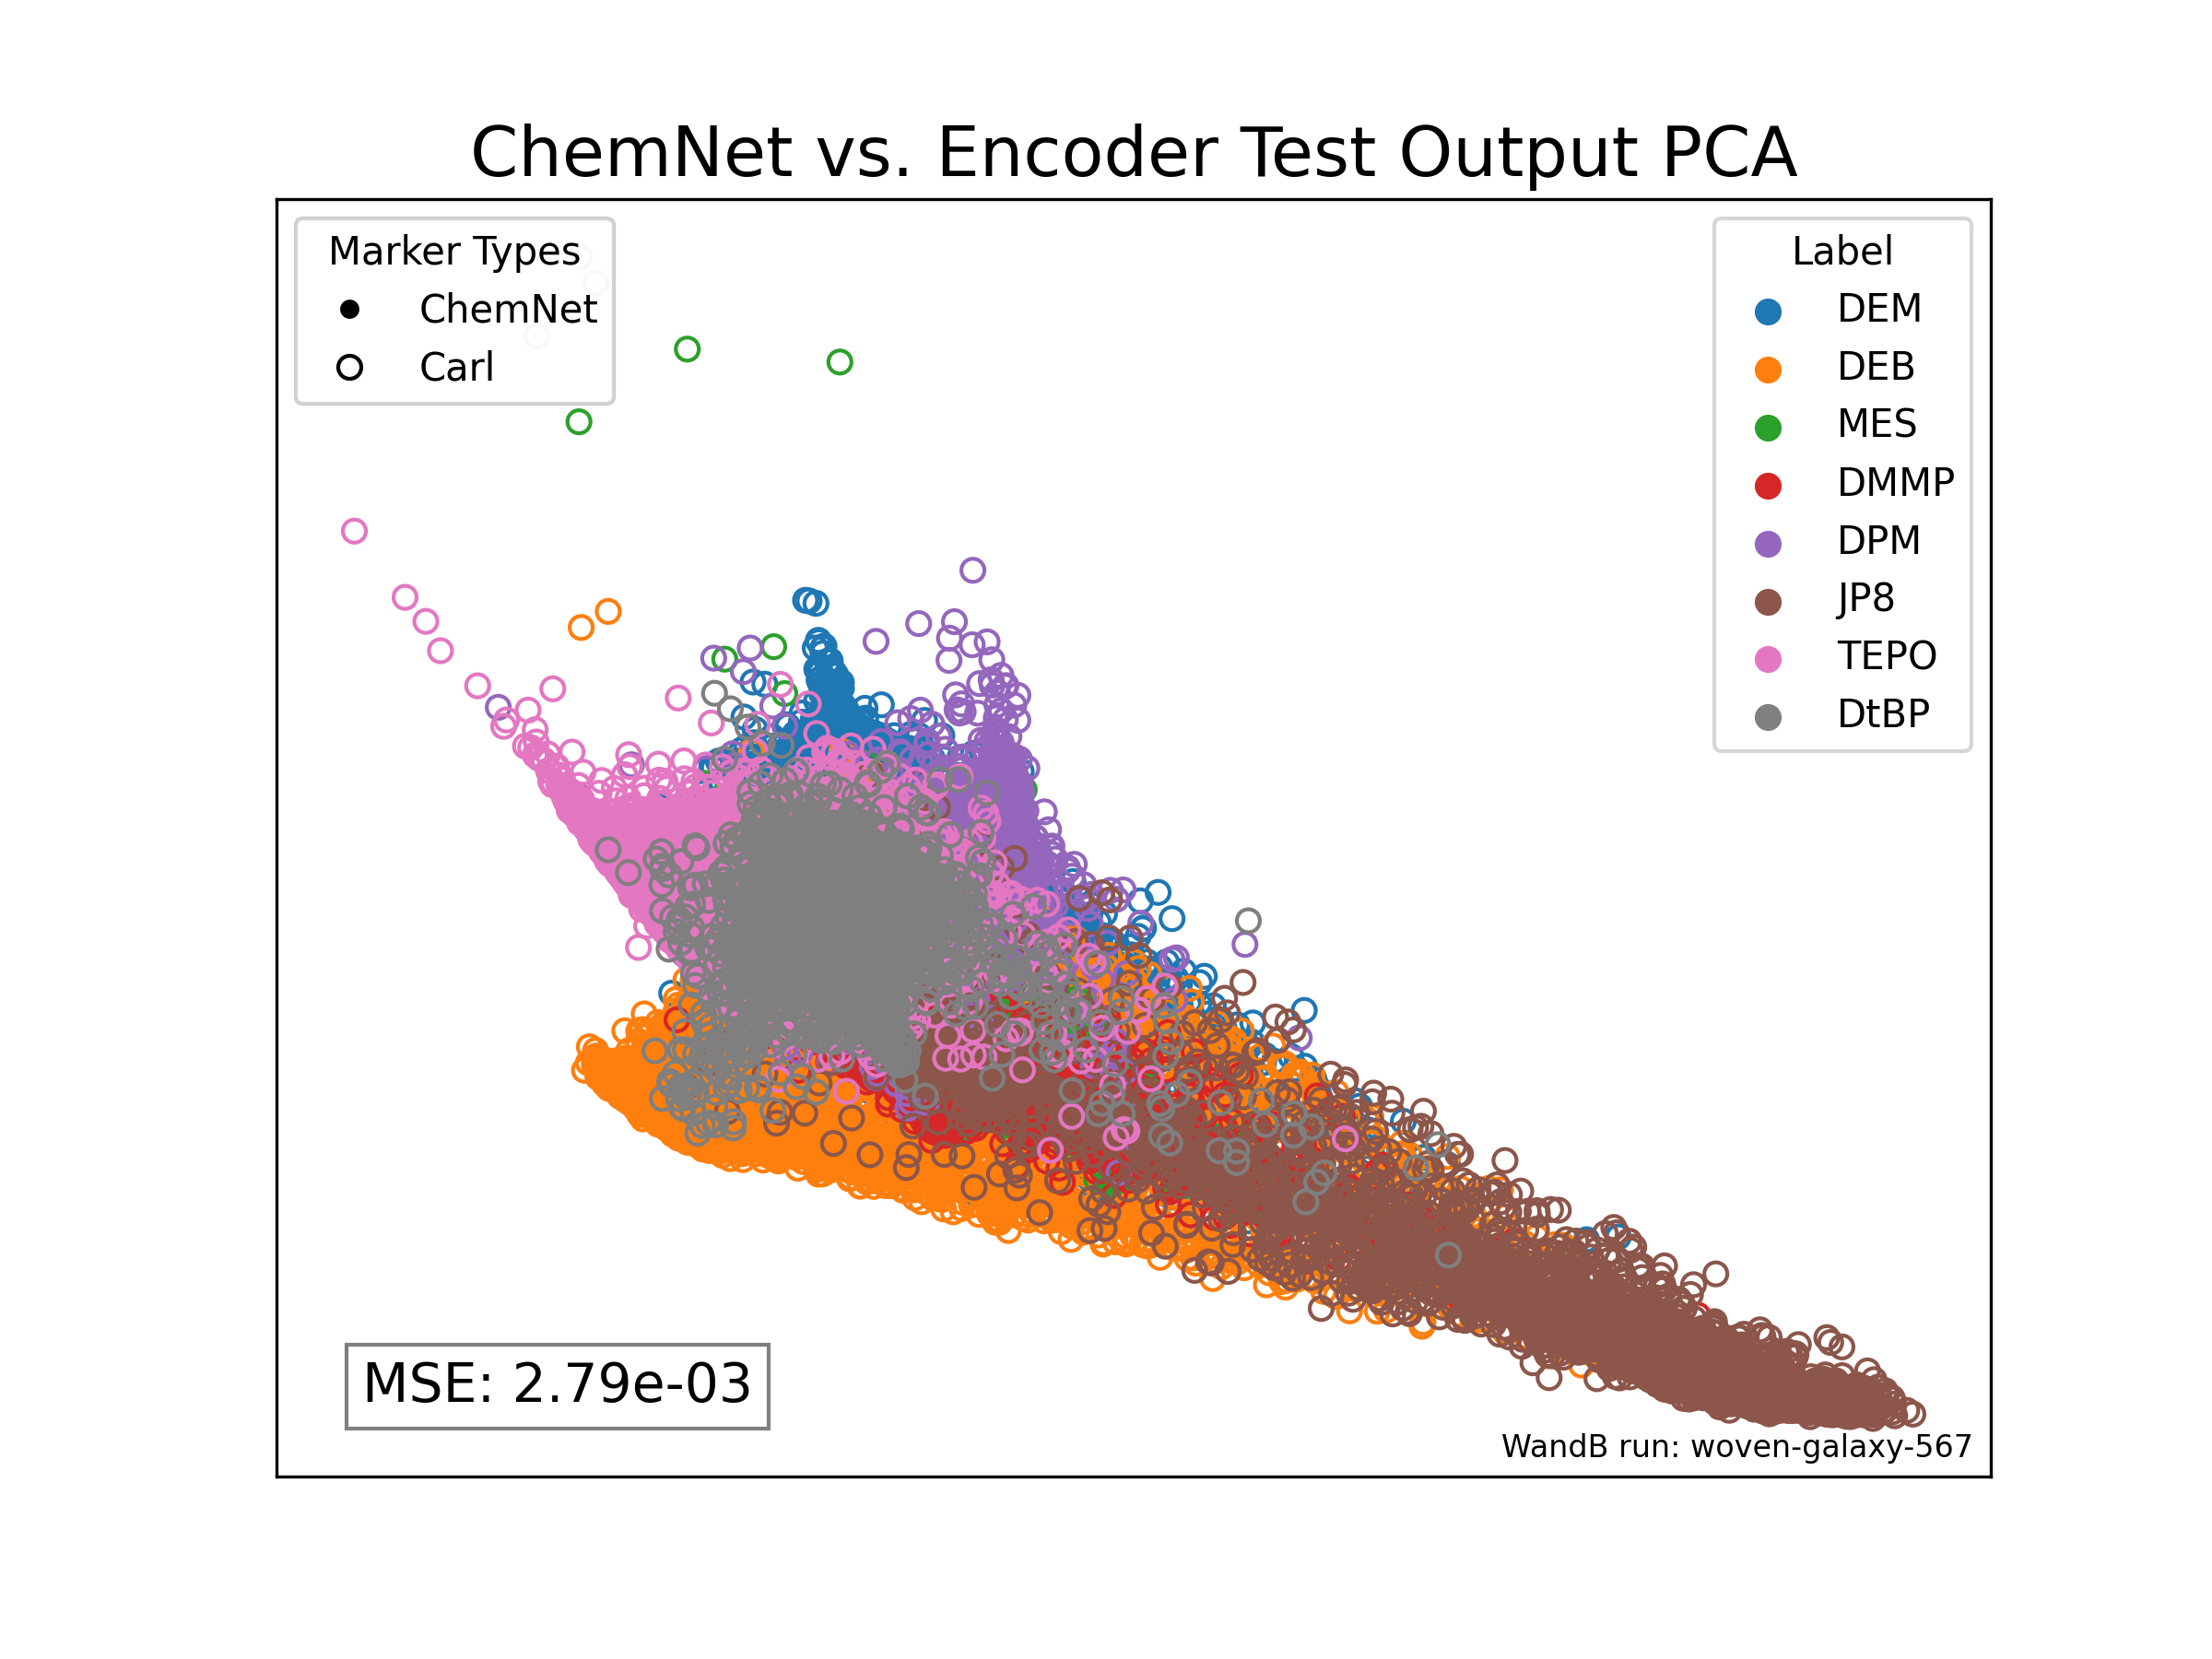 ChemNet vs. Encoder Test Output PCA
Marker Types
ChemNet
Carl
Label
DEM
DEB
MES
DMMP
DPM
JP8
TEPO
DtBP
MSE: 2.79e-03
WandB run: woven-galaxy-567